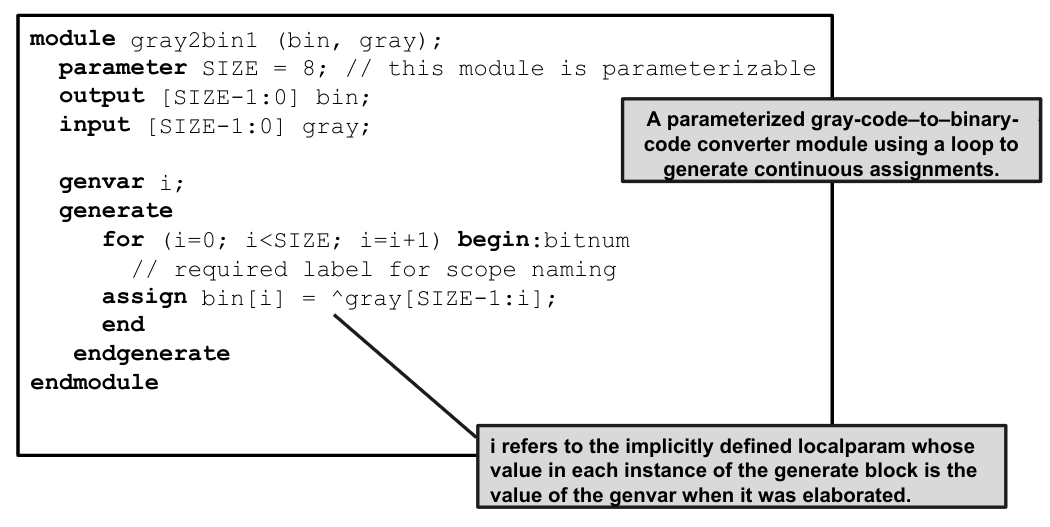 module gray2bin1 (bin, gray);
parameter SIZE = 8; // this module is parameterizable
output [SIZE-1:0] bin;
input [SIZE-1:0] gray;
A parameterized gray-code–to–binary-
code converter module using a loop to
generate continuous assignments.
genvar i;
generate
for (i=0; i<SIZE; i=i+1) begin:bitnum
// required label for scope naming
assign bin[i] = ^gray[SIZE-1:i];
end
endgenerate
endmodule
i refers to the implicitly defined localparam whose
value in each instance of the generate block is the
value of the genvar when it was elaborated.